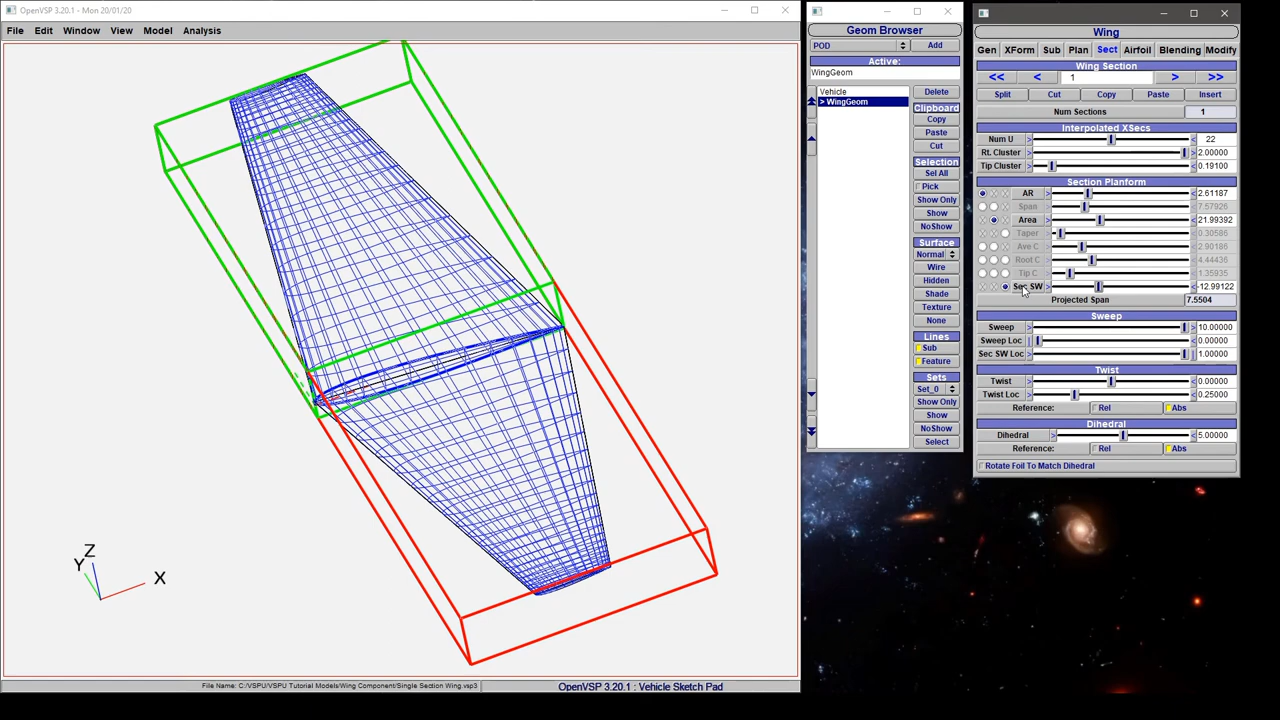 OpenVSP 3.20.1 - Mon 20/01/20
File Edit Window View Model Analysis
Z
Y
X
File Name: C:/VSPU/VSPU Tutorial Models/Wing Component/Single Section Wing.vsp3
OpenVSP 3.20.1 : Vehicle Sketch Pad
Geom Browser
POD Add
Active:
WingGeom
Vehicle
> WingGeom
Delete
Clipboard
Copy
Paste
Cut
Selection
Sel All
Pick
Show Only
Show
NoShow
Surface
Normal
Wire
Hidden
Shade
Texture
None
Lines
Sub
Feature
Sets
Set_0
Show Only
Show
NoShow
Select
Wing
Gen XForm Sub Plan Sect Airfoil Blending Modify
Wing Section
<< < 1 > >>
Split Cut Copy Paste Insert
Num Sections 1
Interpolated XSecs
Num U > < 22
Rt. Cluster > < 2.00000
Tip Cluster > < 0.19100
Section Planform
AR > < 2.61187
Span > < 7.57926
Area > < 21.99392
Taper > < 0.30586
Ave C > < 2.90186
Root C > < 4.44436
Tip C > < 1.35935
Sec SW > < -12.99122
Projected Span 7.5504
Sweep
Sweep > > 10.00000
Sweep Loc | < 0.00000
Sec SW Loc > | 1.00000
Twist
Twist > < 0.00000
Twist Loc > < 0.25000
Reference: Rel Abs
Dihedral
Dihedral > < 5.00000
Reference: Rel Abs
Rotate Foil To Match Dihedral